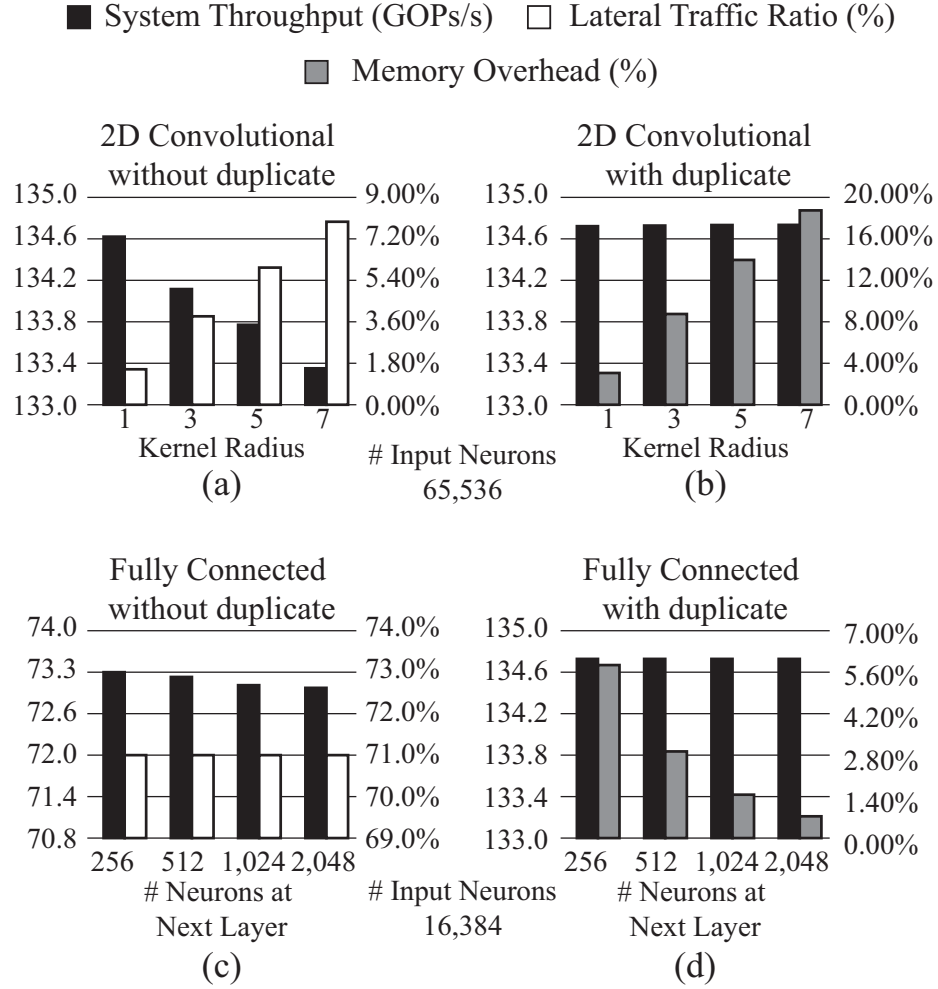 System Throughput (GOPs/s) Lateral Traffic Ratio (%)
Memory Overhead (%)
2D Convolutional
without duplicate
135.0
134.6
134.2
133.8
133.4
133.0
9.00%
7.20%
5.40%
3.60%
1.80%
0.00%
1 3 5 7
Kernel Radius
(a)
2D Convolutional
with duplicate
135.0
134.6
134.2
133.8
133.4
133.0
20.00%
16.00%
12.00%
8.00%
4.00%
0.00%
1 3 5 7
Kernel Radius
(b)
# Input Neurons
65,536
Fully Connected
without duplicate
74.0
73.3
72.6
72.0
71.4
70.8
74.0%
73.0%
72.0%
71.0%
70.0%
69.0%
256 512 1,024 2,048
# Neurons at
Next Layer
(c)
Fully Connected
with duplicate
135.0
134.6
134.2
133.8
133.4
133.0
7.00%
5.60%
4.20%
2.80%
1.40%
0.00%
256 512 1,024 2,048
# Neurons at
Next Layer
(d)
# Input Neurons
16,384